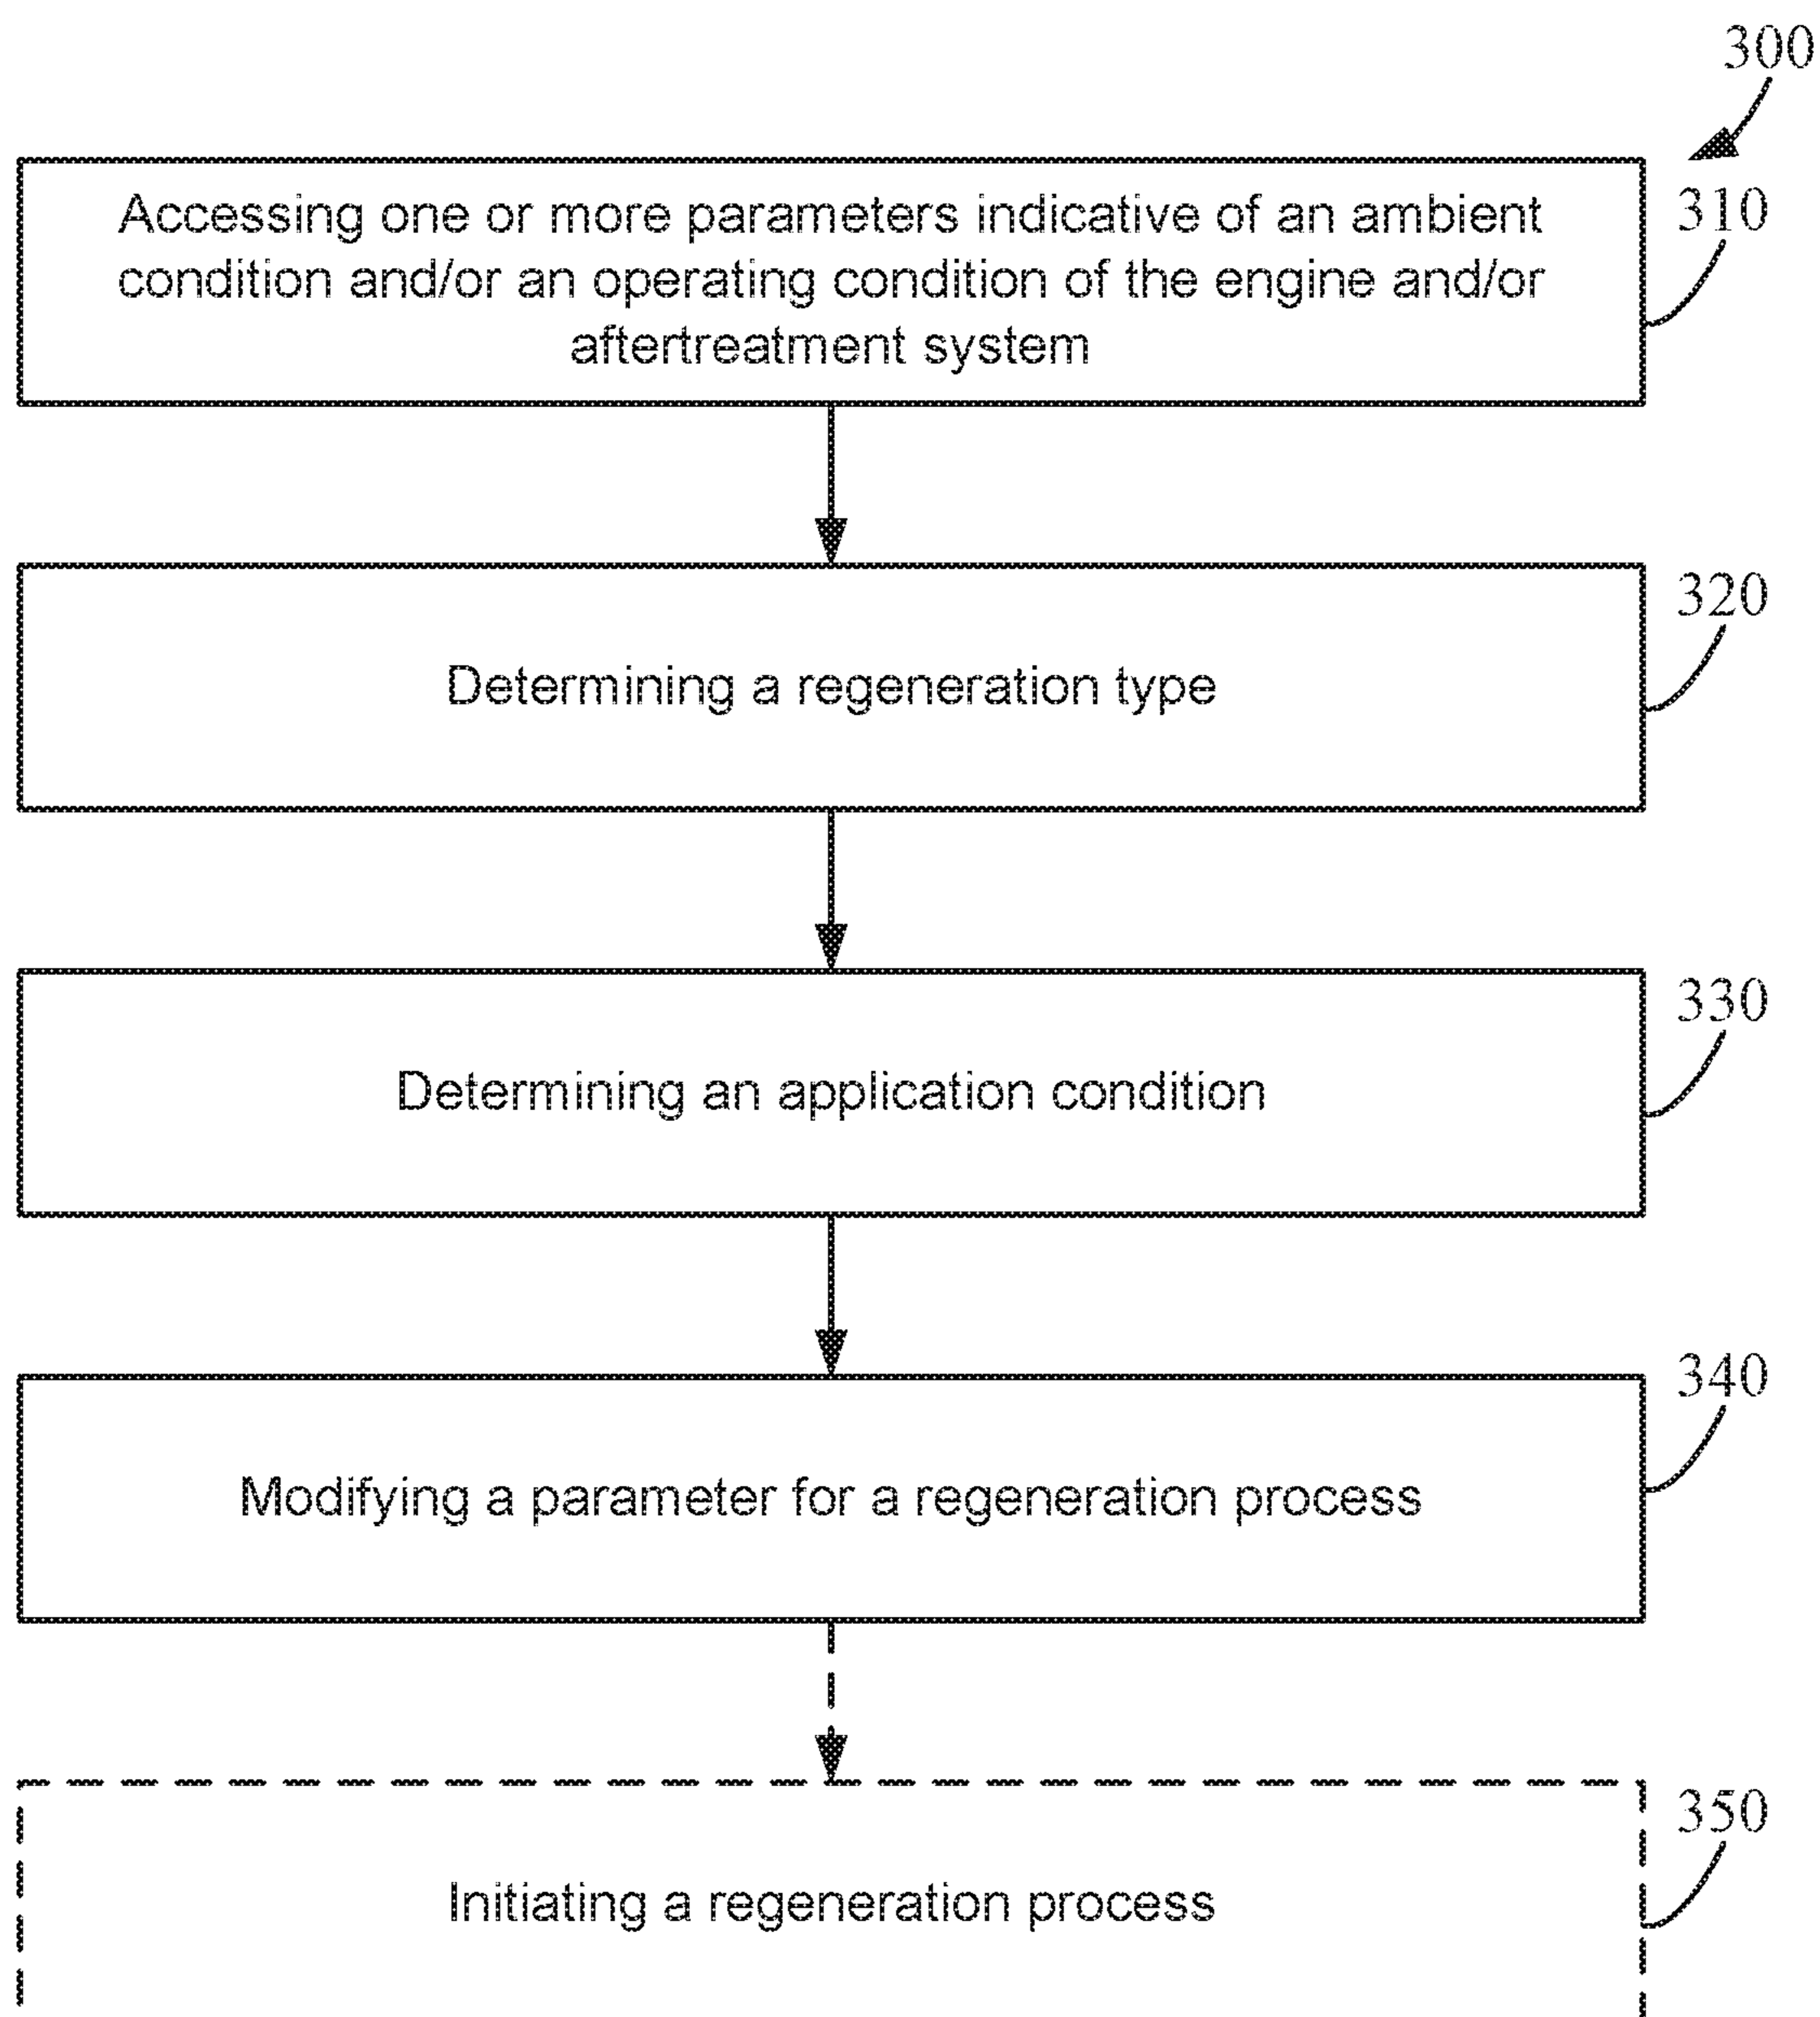 300
Accessing one or more parameters indicative of an ambient
310
condition and/or an operating condition of the engine and/or
aftertreatment system
320
Determining a regeneration type
330
Determining an application condition
340
Modifying a parameter for a regeneration process
350
Initiating a regeneration process